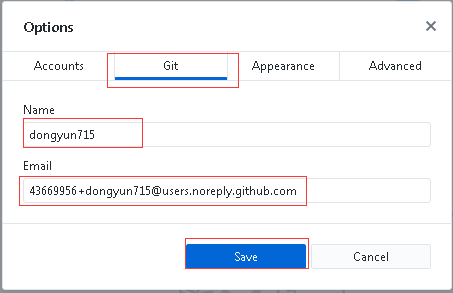 Options
Accounts Git Appearance Advanced
Name
dongyun715
Email
43669956+dongyun715@users.noreply.github.com
Save Cancel